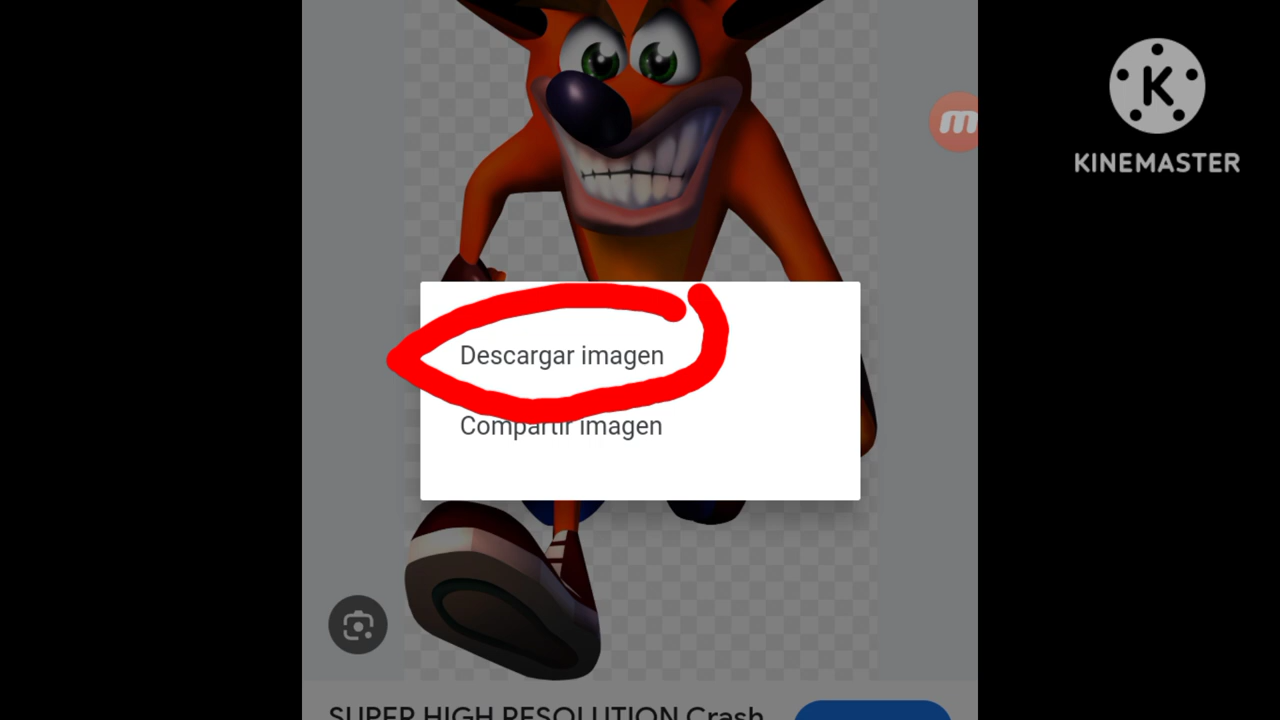 KINEMASTER
Descargar imagen
Compartir imagen
SUPER HIGH RESOLUTION Crash